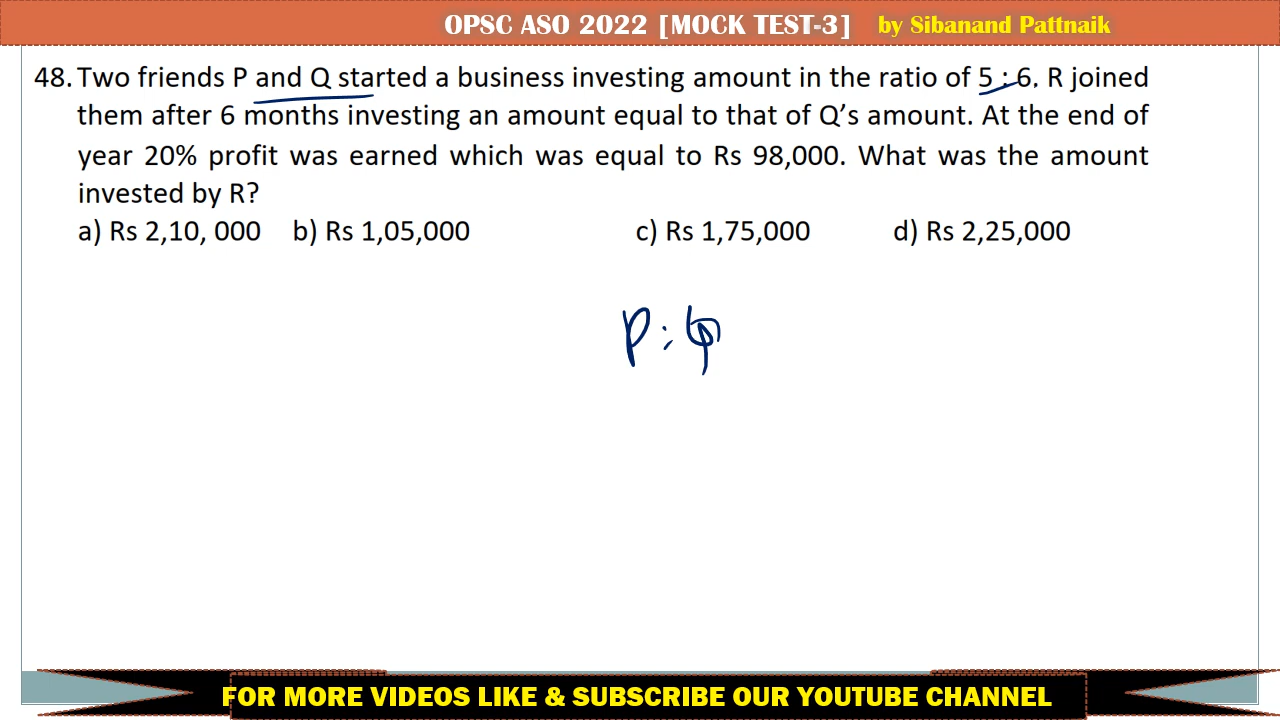 OPSC ASO 2022 [MOCK TEST-3] by Sibanand Pattnaik
48. Two friends P and Q started a business investing amount in the ratio of 5 : 6. R joined
them after 6 months investing an amount equal to that of Q’s amount. At the end of
year 20% profit was earned which was equal to Rs 98,000. What was the amount
invested by R?
a) Rs 2,10, 000 b) Rs 1,05,000 c) Rs 1,75,000 d) Rs 2,25,000
P : Q
FOR MORE VIDEOS LIKE & SUBSCRIBE OUR YOUTUBE CHANNEL